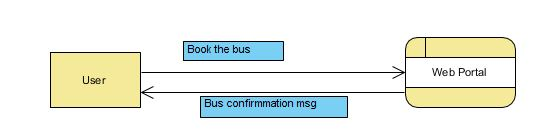 Book the bus
User
Web Portal
Bus confirmmation msg